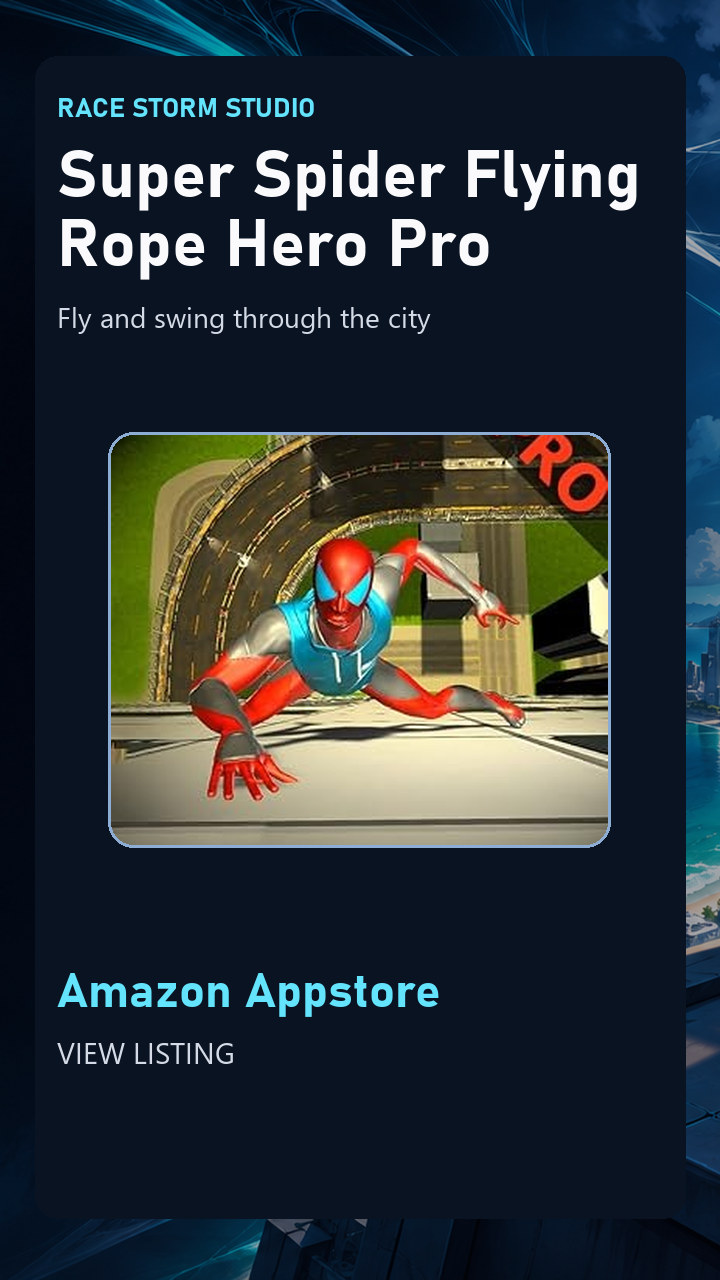 RACE STORM STUDIO
Super Spider Flying
Rope Hero Pro
Fly and swing through the city
RO
Amazon Appstore
VIEW LISTING